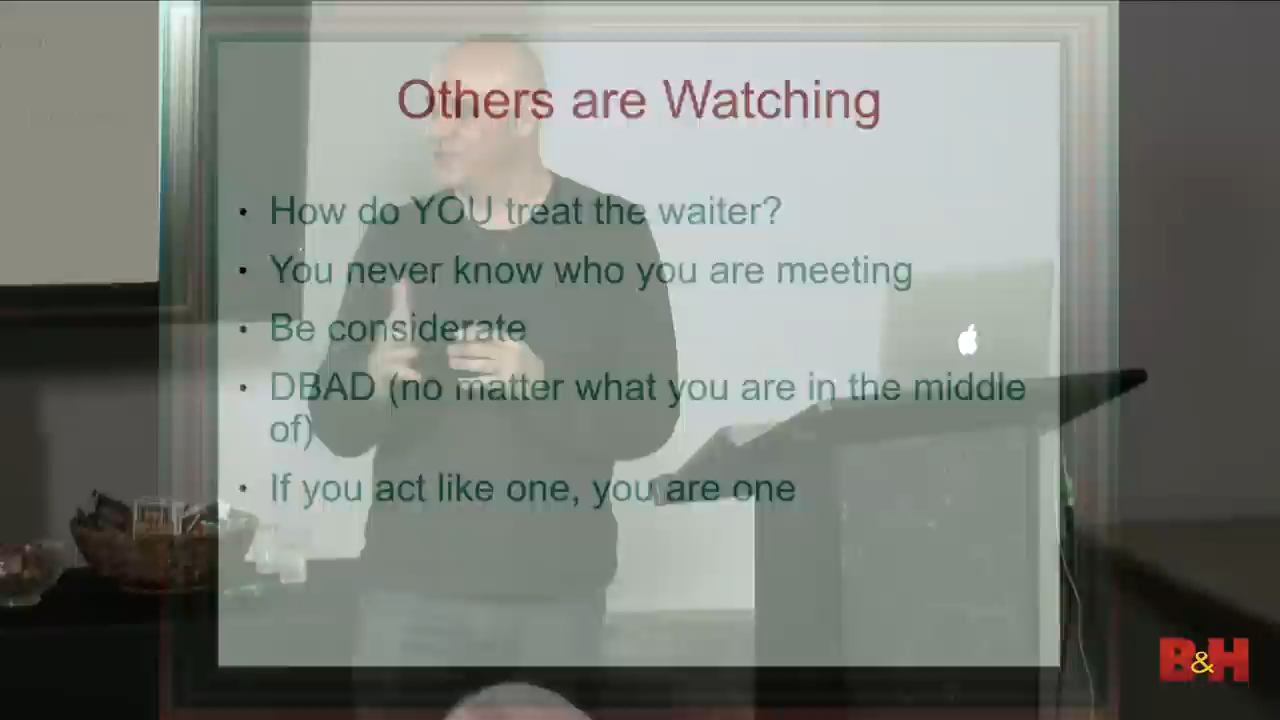 Others are Watching
• How do YOU treat the waiter?
• You never know who you are meeting
• Be considerate
• DBAD (no matter what you are in the middle
of)
• If you act like one, you are one
B&H